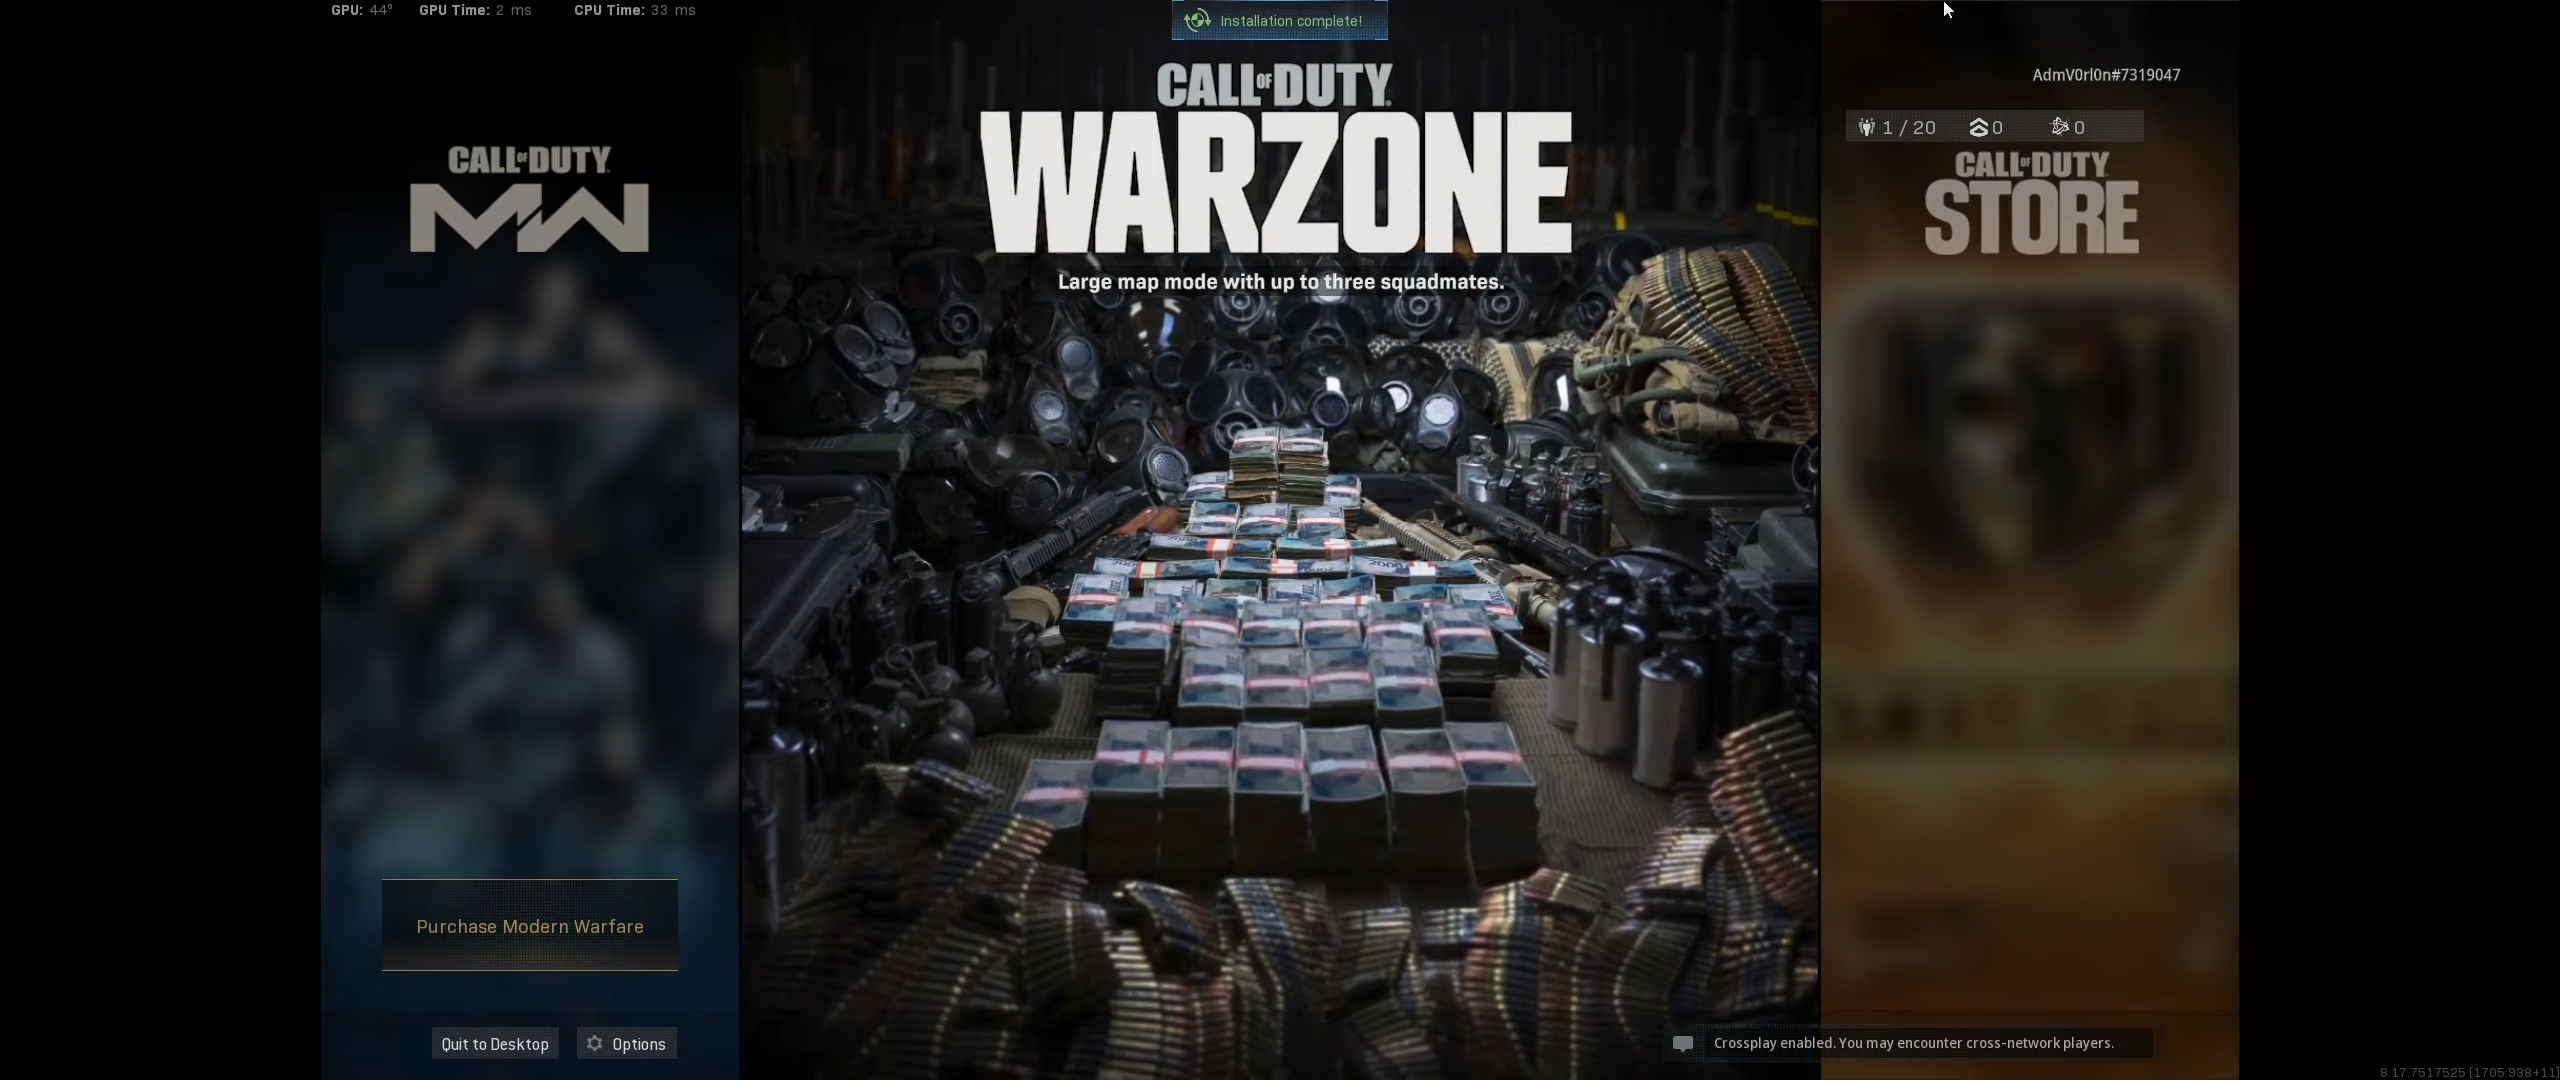 GPU: 44° GPU Time: 2 ms CPU Time: 33 ms
Installation complete!
AdmV0rl0n#7319047
1 / 20 0 0
CALL OF DUTY
MW
CALL OF DUTY.
WARZONE
Large map mode with up to three squadmates.
CALL OF DUTY
STORE
Purchase Modern Warfare
Quit to Desktop
Options
Crossplay enabled. You may encounter cross-network players.
8.17.7517525 [1705:938+11]